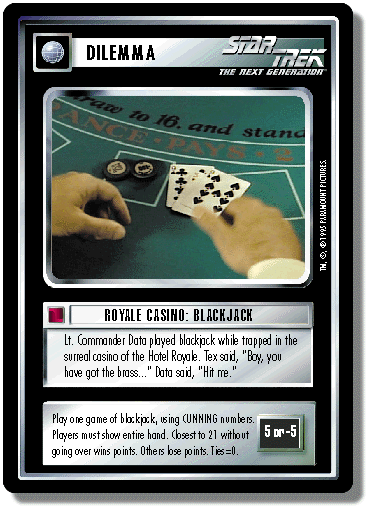 DILEMMA
STAR TREK
THE NEXT GENERATION
draw to 16, and stand
RANCE · PAYS · 2
TM, ©, ®1995 PARAMOUNT PICTURES.
ROYALE CASINO: BLACKJACK
Lt. Commander Data played blackjack while trapped in the
surreal casino of the Hotel Royale. Tex said, "Boy, you
have got the brass..." Data said, "Hit me."
Play one game of blackjack, using CUNNING numbers.
Players must show entire hand. Closest to 21 without
going over wins points. Others lose points. Ties=0.
5 or -5